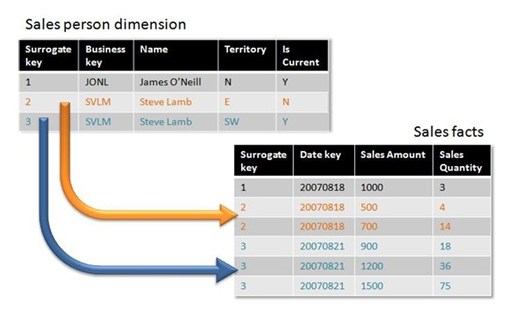 Sales person dimension
Surrogate key Business key Name Territory Is Current
1 JONL James O'Neill N Y
2 SVLM Steve Lamb E N
3 SVLM Steve Lamb SW Y
Sales facts
Surrogate key Date key Sales Amount Sales Quantity
1 20070818 1000 3
2 20070818 500 4
2 20070818 700 14
3 20070821 900 18
3 20070821 1200 36
3 20070821 1500 75